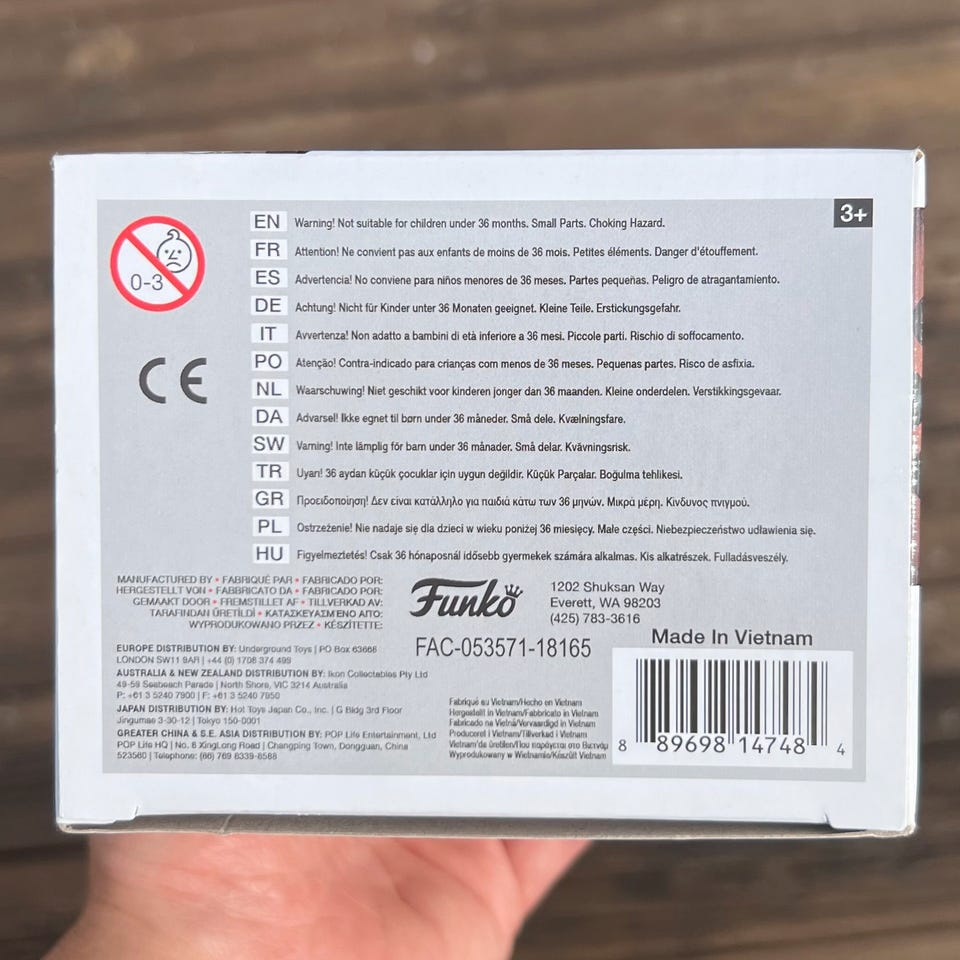 3+
0-3
CE
EN Warning! Not suitable for children under 36 months. Small Parts. Choking Hazard.
FR Attention! Ne convient pas aux enfants de moins de 36 mois. Petites éléments. Danger d'étouffement.
ES Advertencia! No conviene para niños menores de 36 meses. Partes pequeñas. Peligro de atragantamiento.
DE Achtung! Nicht für Kinder unter 36 Monaten geeignet. Kleine Teile. Erstickungsgefahr.
IT Avvertenza! Non adatto a bambini di età inferiore a 36 mesi. Piccole parti. Rischio di soffocamento.
PO Atenção! Contra-indicado para crianças com menos de 36 meses. Pequenas partes. Risco de asfixia.
NL Waarschuwing! Niet geschikt voor kinderen jonger dan 36 maanden. Kleine onderdelen. Verstikkingsgevaar.
DA Advarsel! Ikke egnet til børn under 36 måneder. Små dele. Kvælningsfare.
SW Varning! Inte lämplig för barn under 36 månader. Små delar. Kvävningsrisk.
TR Uyarı! 36 aydan küçük çocuklar için uygun değildir. Küçük Parçalar. Boğulma tehlikesi.
GR Προειδοποίηση! Δεν είναι κατάλληλο για παιδιά κάτω των 36 μηνών. Μικρά μέρη. Κίνδυνος πνιγμού.
PL Ostrzeżenie! Nie nadaje się dla dzieci w wieku poniżej 36 miesięcy. Małe części. Niebezpieczeństwo udławienia się.
HU Figyelmeztetés! Csak 36 hónaposnál idősebb gyermekek számára alkalmas. Kis alkatrészek. Fulladásveszély.
MANUFACTURED BY • FABRIQUÉ PAR • FABRICADO POR:
HERGESTELLT VON • FABBRICATO DA • FABRICADO POR:
GEMAAKT DOOR • FREMSTILLET AF • TILLVERKAD AV:
TARAFINDAN ÜRETİLDİ • ΚΑΤΑΣΚΕΥΑΣΜΕΝΟ ΑΠΟ:
WYPRODUKOWANO PRZEZ • KÉSZÍTETTE:
Funko
1202 Shuksan Way
Everett, WA 98203
(425) 783-3616
FAC-053571-18165
Made In Vietnam
EUROPE DISTRIBUTION BY: Underground Toys | PO Box 63666
LONDON SW11 9AR | +44 (0) 1708 374 499
AUSTRALIA & NEW ZEALAND DISTRIBUTION BY: Ikon Collectables Pty Ltd
49-59 Seabeach Parade | North Shore, VIC 3214 Australia
P: +61 3 5240 7900 | F: +61 3 5240 7950
JAPAN DISTRIBUTION BY: Hot Toys Japan Co., Inc. | G Bldg 3rd Floor
Jingumae 3-30-12 | Tokyo 150-0001
GREATER CHINA & S.E. ASIA DISTRIBUTION BY: POP Life Entertainment, Ltd
POP Life HQ | No. 6 XingLong Road | Changping Town, Dongguan, China
523560 | Telephone: (86) 769 8339-8588
Fabriqué au Vietnam/Hecho en Vietnam
Hergestellt in Vietnam/Fabbricato in Vietnam
Fabricado na Vietnã/Vervaardigd in Vietnam
Producerel i Vietnam/Tillverkad i Vietnam
Vietnam'da üretilen/Που παράγεται στο Βιετνάμ
Wyprodukowany w Wietnamie/Készült Vietnam
8 89698 14748 4